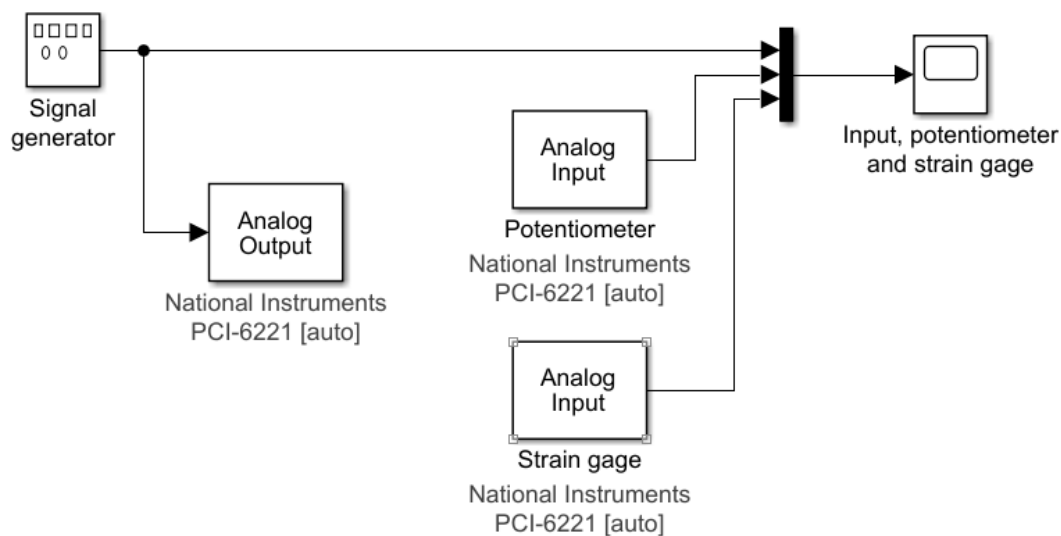 Signal
generator
Analog
Output
National Instruments
PCI-6221 [auto]
Analog
Input
Potentiometer
National Instruments
PCI-6221 [auto]
Analog
Input
Strain gage
National Instruments
PCI-6221 [auto]
Input, potentiometer
and strain gage